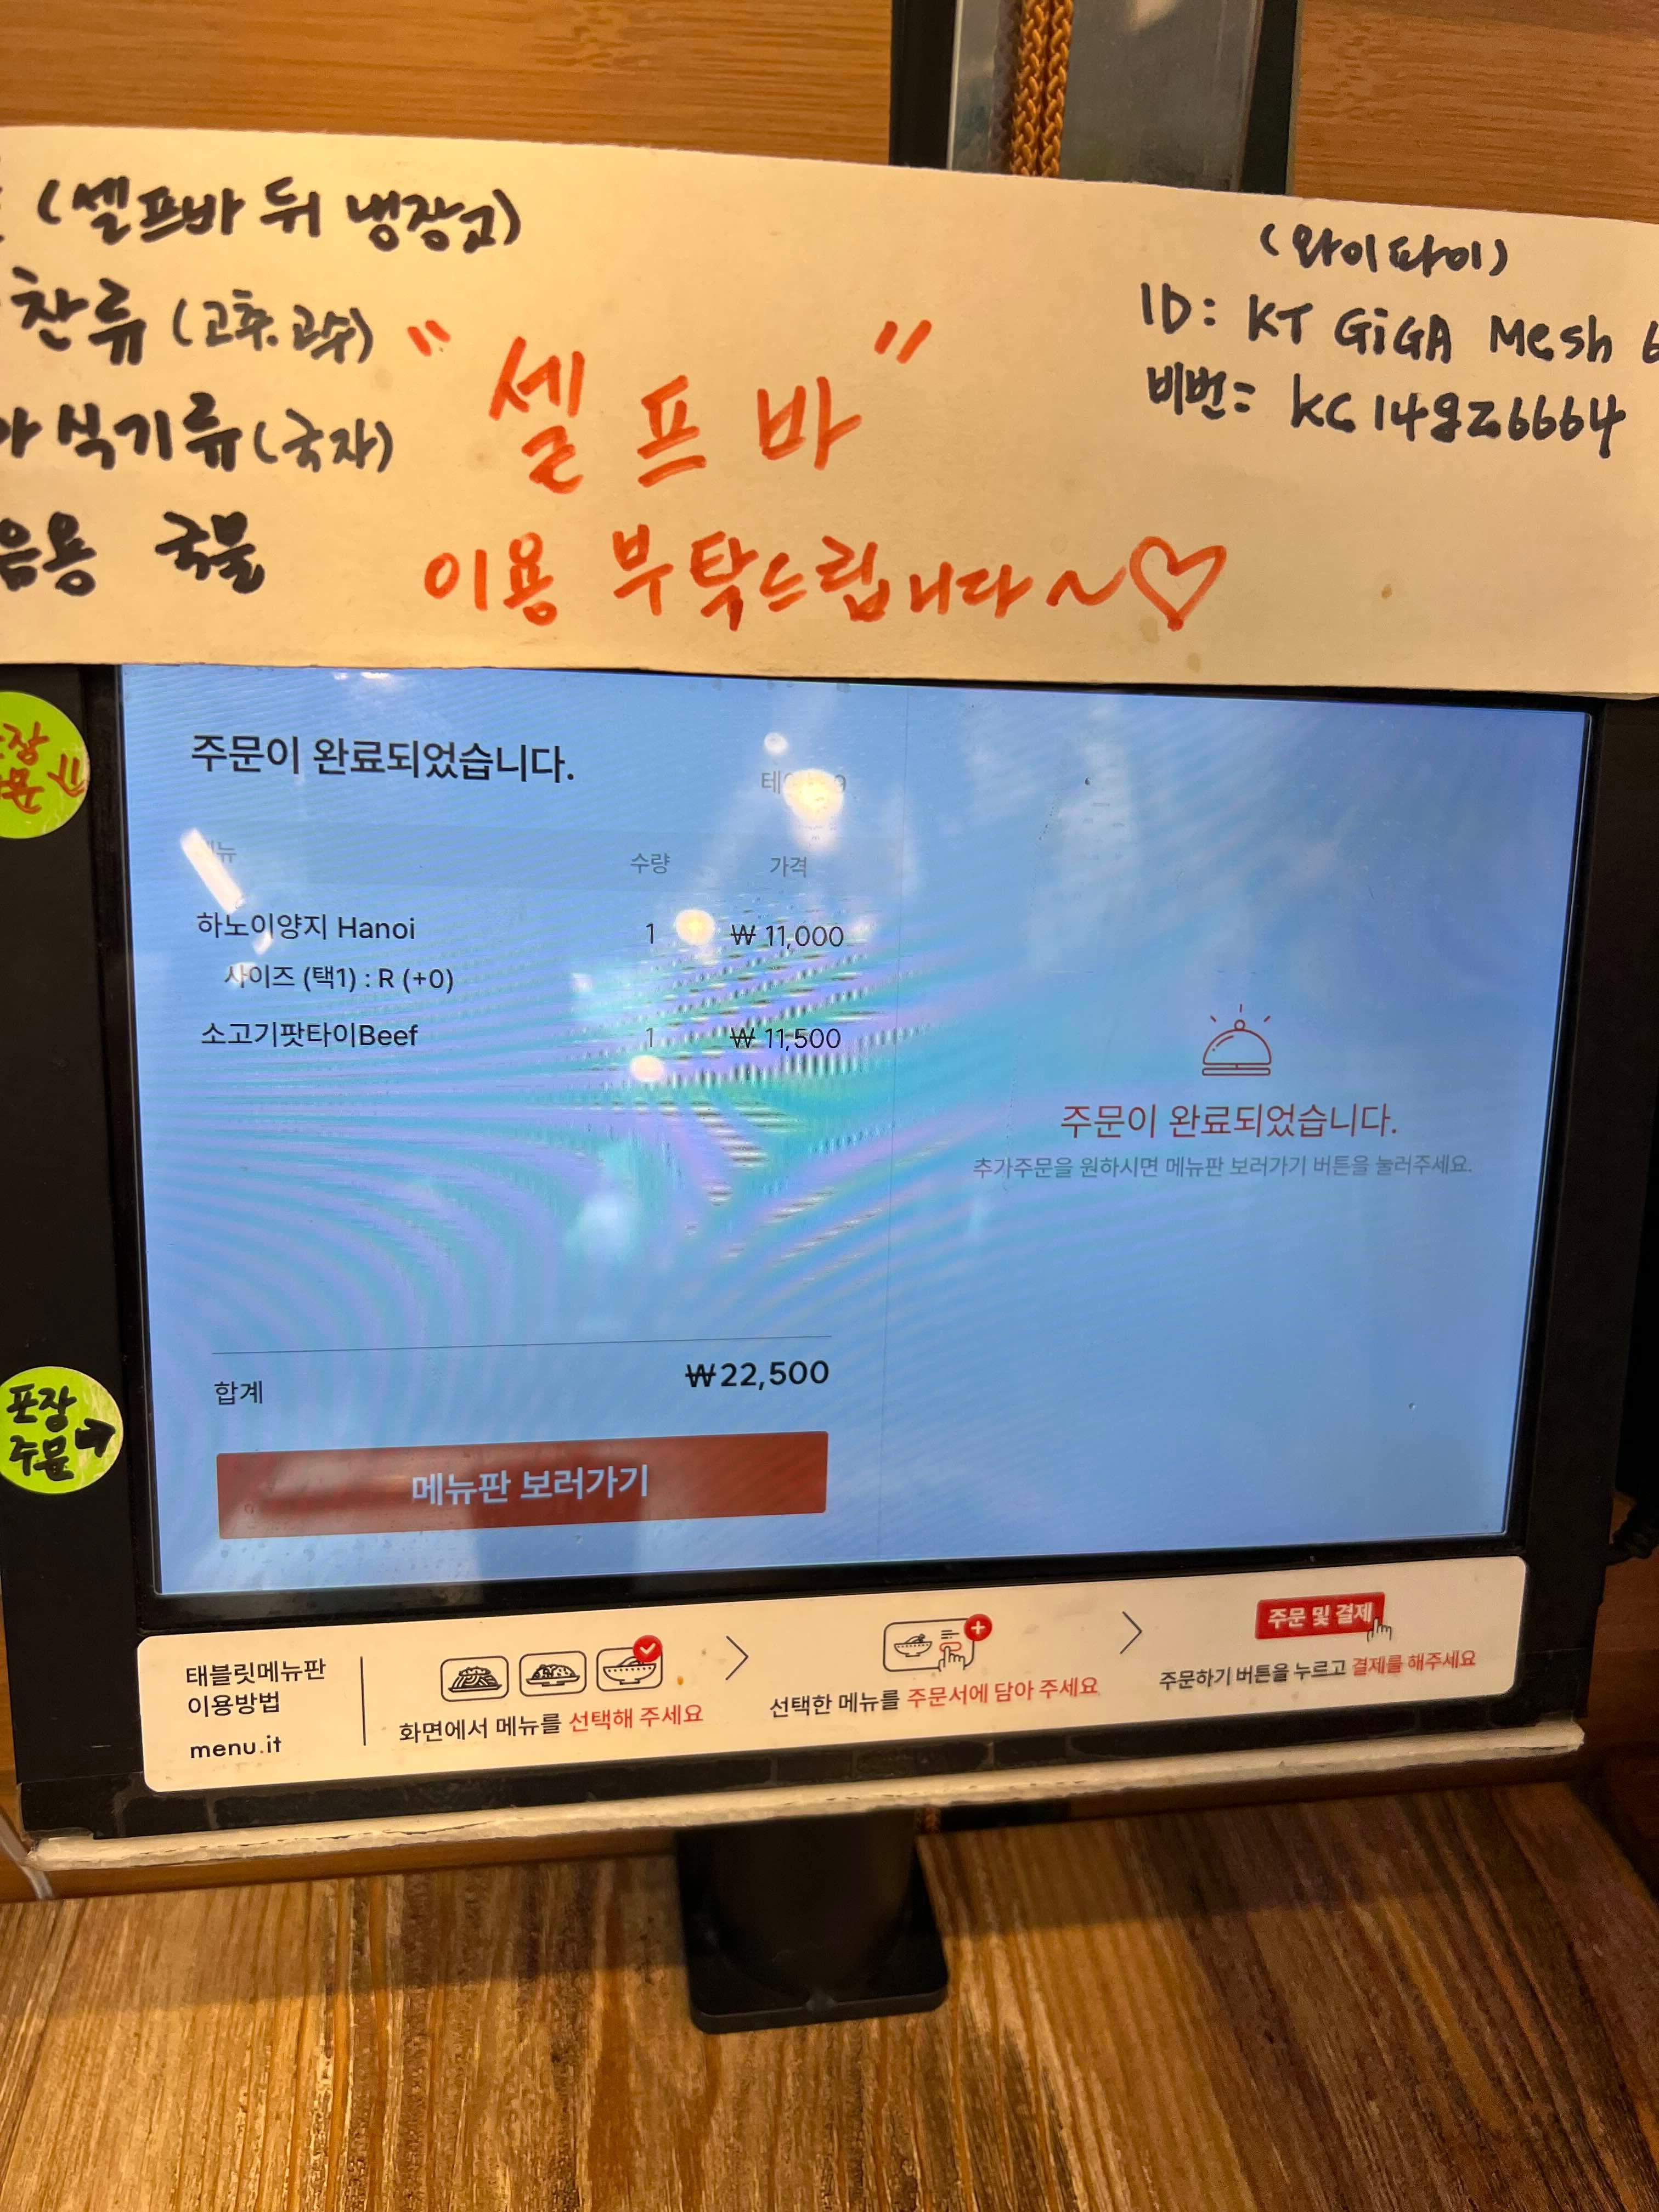 (셀프바 뒤 냉장고)
찬류 (고추.고수)
식기류 (국자)
국물
"셀프바"
이용 부탁드립니다~♡
(와이파이)
ID: KT GiGA Mesh
비번: KC14826664
주문이 완료되었습니다.
수량 가격
하노이양지 Hanoi 1 ₩ 11,000
사이즈 (택1) : R (+0)
소고기팟타이Beef 1 ₩ 11,500
합계 ₩22,500
메뉴판 보러가기
주문이 완료되었습니다.
추가주문을 원하시면 메뉴판 보러가기 버튼을 눌러주세요.
포장
주문→
태블릿메뉴판
이용방법
menu.it
화면에서 메뉴를 선택해 주세요
선택한 메뉴를 주문서에 담아 주세요
주문 및 결제
주문하기 버튼을 누르고 결제를 해주세요